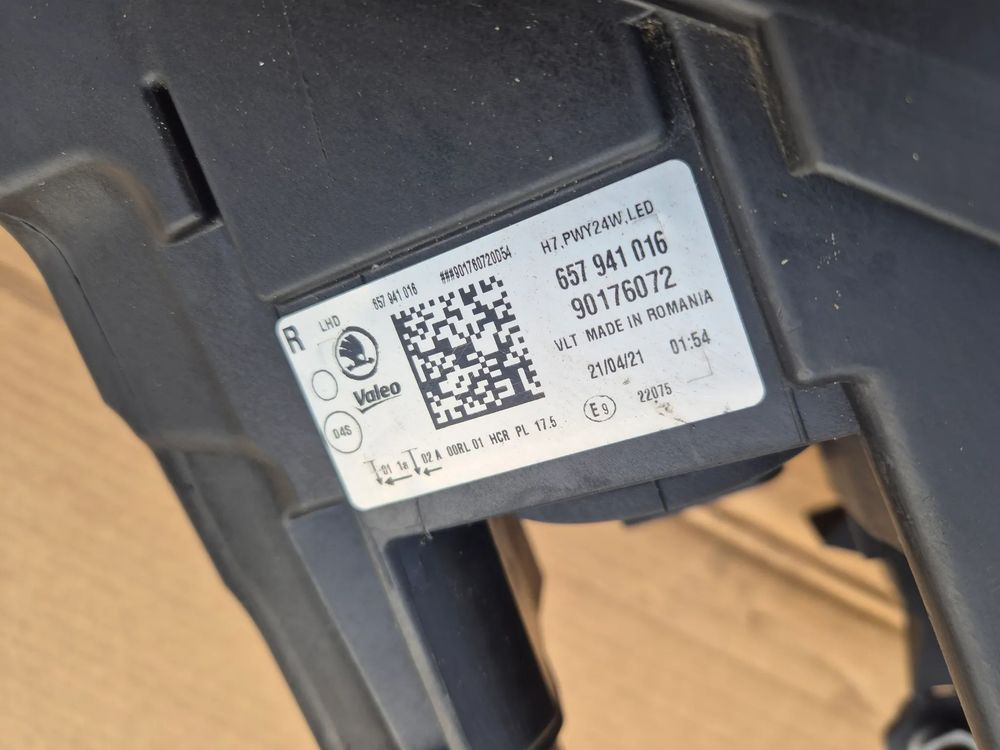 R
LHD
657 941 016
###901760720D54
H7,PWY24W,LED
657 941 016
90176072
VLT MADE IN ROMANIA
21/04/21 01:54
Valeo
04S
E9 22075
01 1a 02 A 00RL 01 HCR PL 17.5